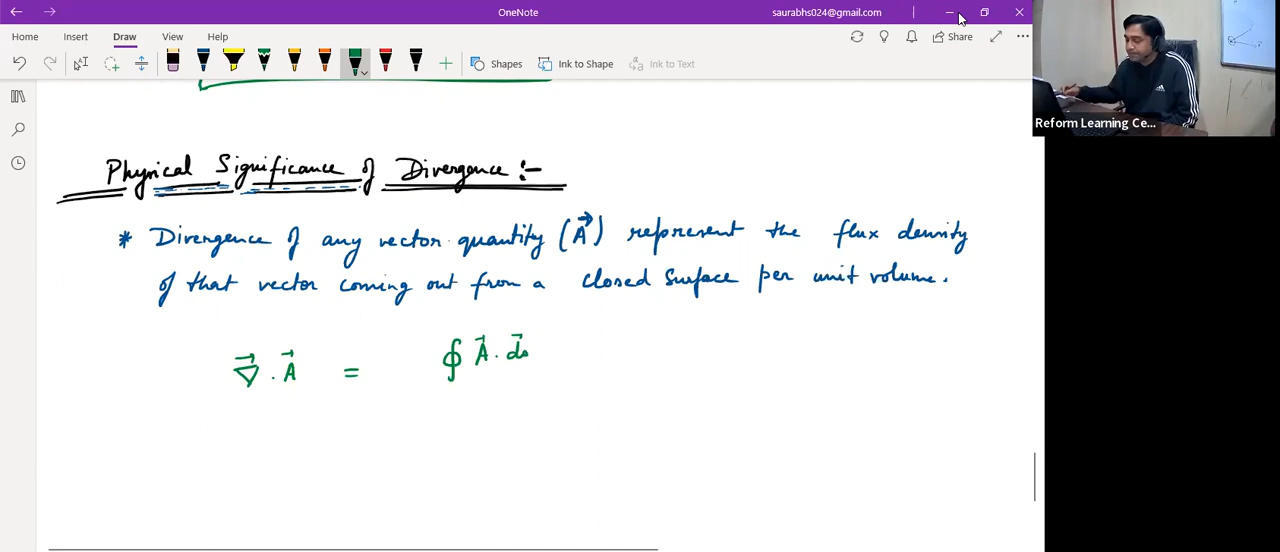 OneNote
saurabhs024@gmail.com
Home Insert Draw View Help
Share
Shapes Ink to Shape Ink to Text
Reform Learning Ce...
Physical Significance of Divergence :-
* Divergence of any vector quantity (A⃗) represent the flux density
of that vector coming out from a closed surface per unit volume.
∇⃗ . A⃗ = ∮ A⃗ . d⃗s